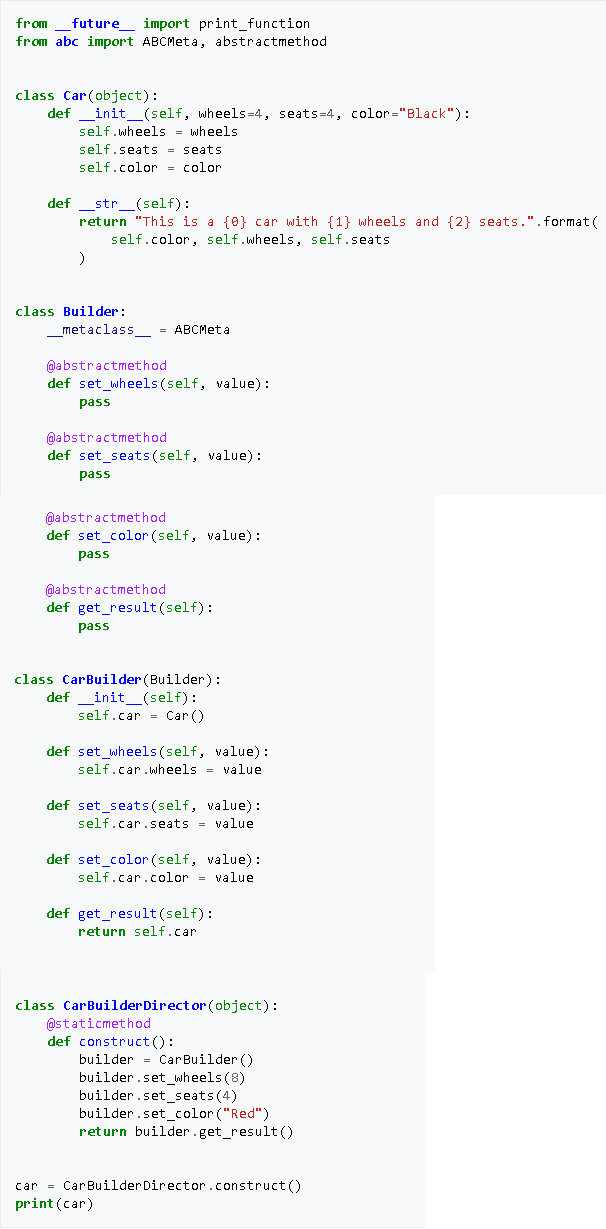 from __future__ import print_function
from abc import ABCMeta, abstractmethod
class Car(object):
    def __init__(self, wheels=4, seats=4, color="Black"):
        self.wheels = wheels
        self.seats = seats
        self.color = color
    def __str__(self):
        return "This is a {0} car with {1} wheels and {2} seats.".format(
            self.color, self.wheels, self.seats
        )
class Builder:
    __metaclass__ = ABCMeta
    @abstractmethod
    def set_wheels(self, value):
        pass
    @abstractmethod
    def set_seats(self, value):
        pass
    @abstractmethod
    def set_color(self, value):
        pass
    @abstractmethod
    def get_result(self):
        pass
class CarBuilder(Builder):
    def __init__(self):
        self.car = Car()
    def set_wheels(self, value):
        self.car.wheels = value
    def set_seats(self, value):
        self.car.seats = value
    def set_color(self, value):
        self.car.color = value
    def get_result(self):
        return self.car
class CarBuilderDirector(object):
    @staticmethod
    def construct():
        builder = CarBuilder()
        builder.set_wheels(8)
        builder.set_seats(4)
        builder.set_color("Red")
        return builder.get_result()
car = CarBuilderDirector.construct()
print(car)